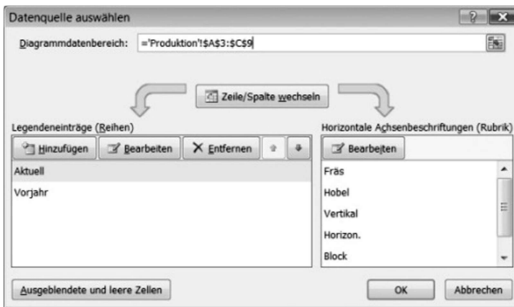 Datenquelle auswählen
Diagrammdatenbereich: ='Produktion'!$A$3:$C$9
Zeile/Spalte wechseln
Legendeneinträge (Reihen)
Hinzufügen Bearbeiten Entfernen
Aktuell
Vorjahr
Horizontale Achsenbeschriftungen (Rubrik)
Bearbeiten
Fräs
Hobel
Vertikal
Horizon.
Block
Ausgeblendete und leere Zellen
OK Abbrechen